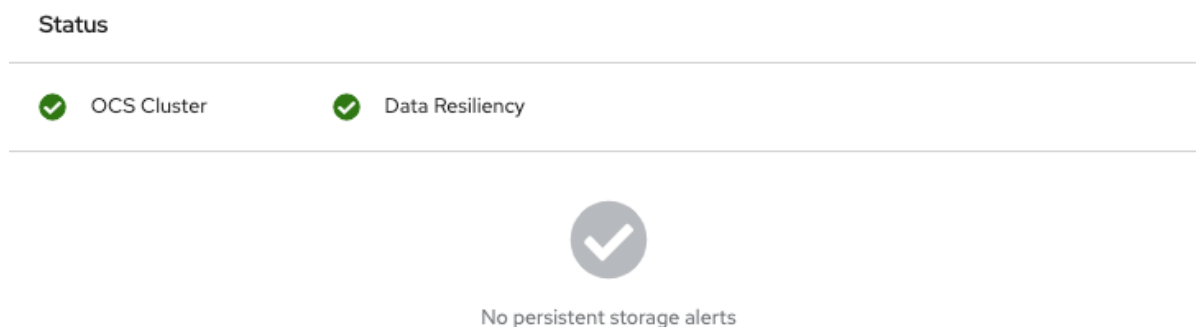 Status
OCS Cluster Data Resiliency
No persistent storage alerts